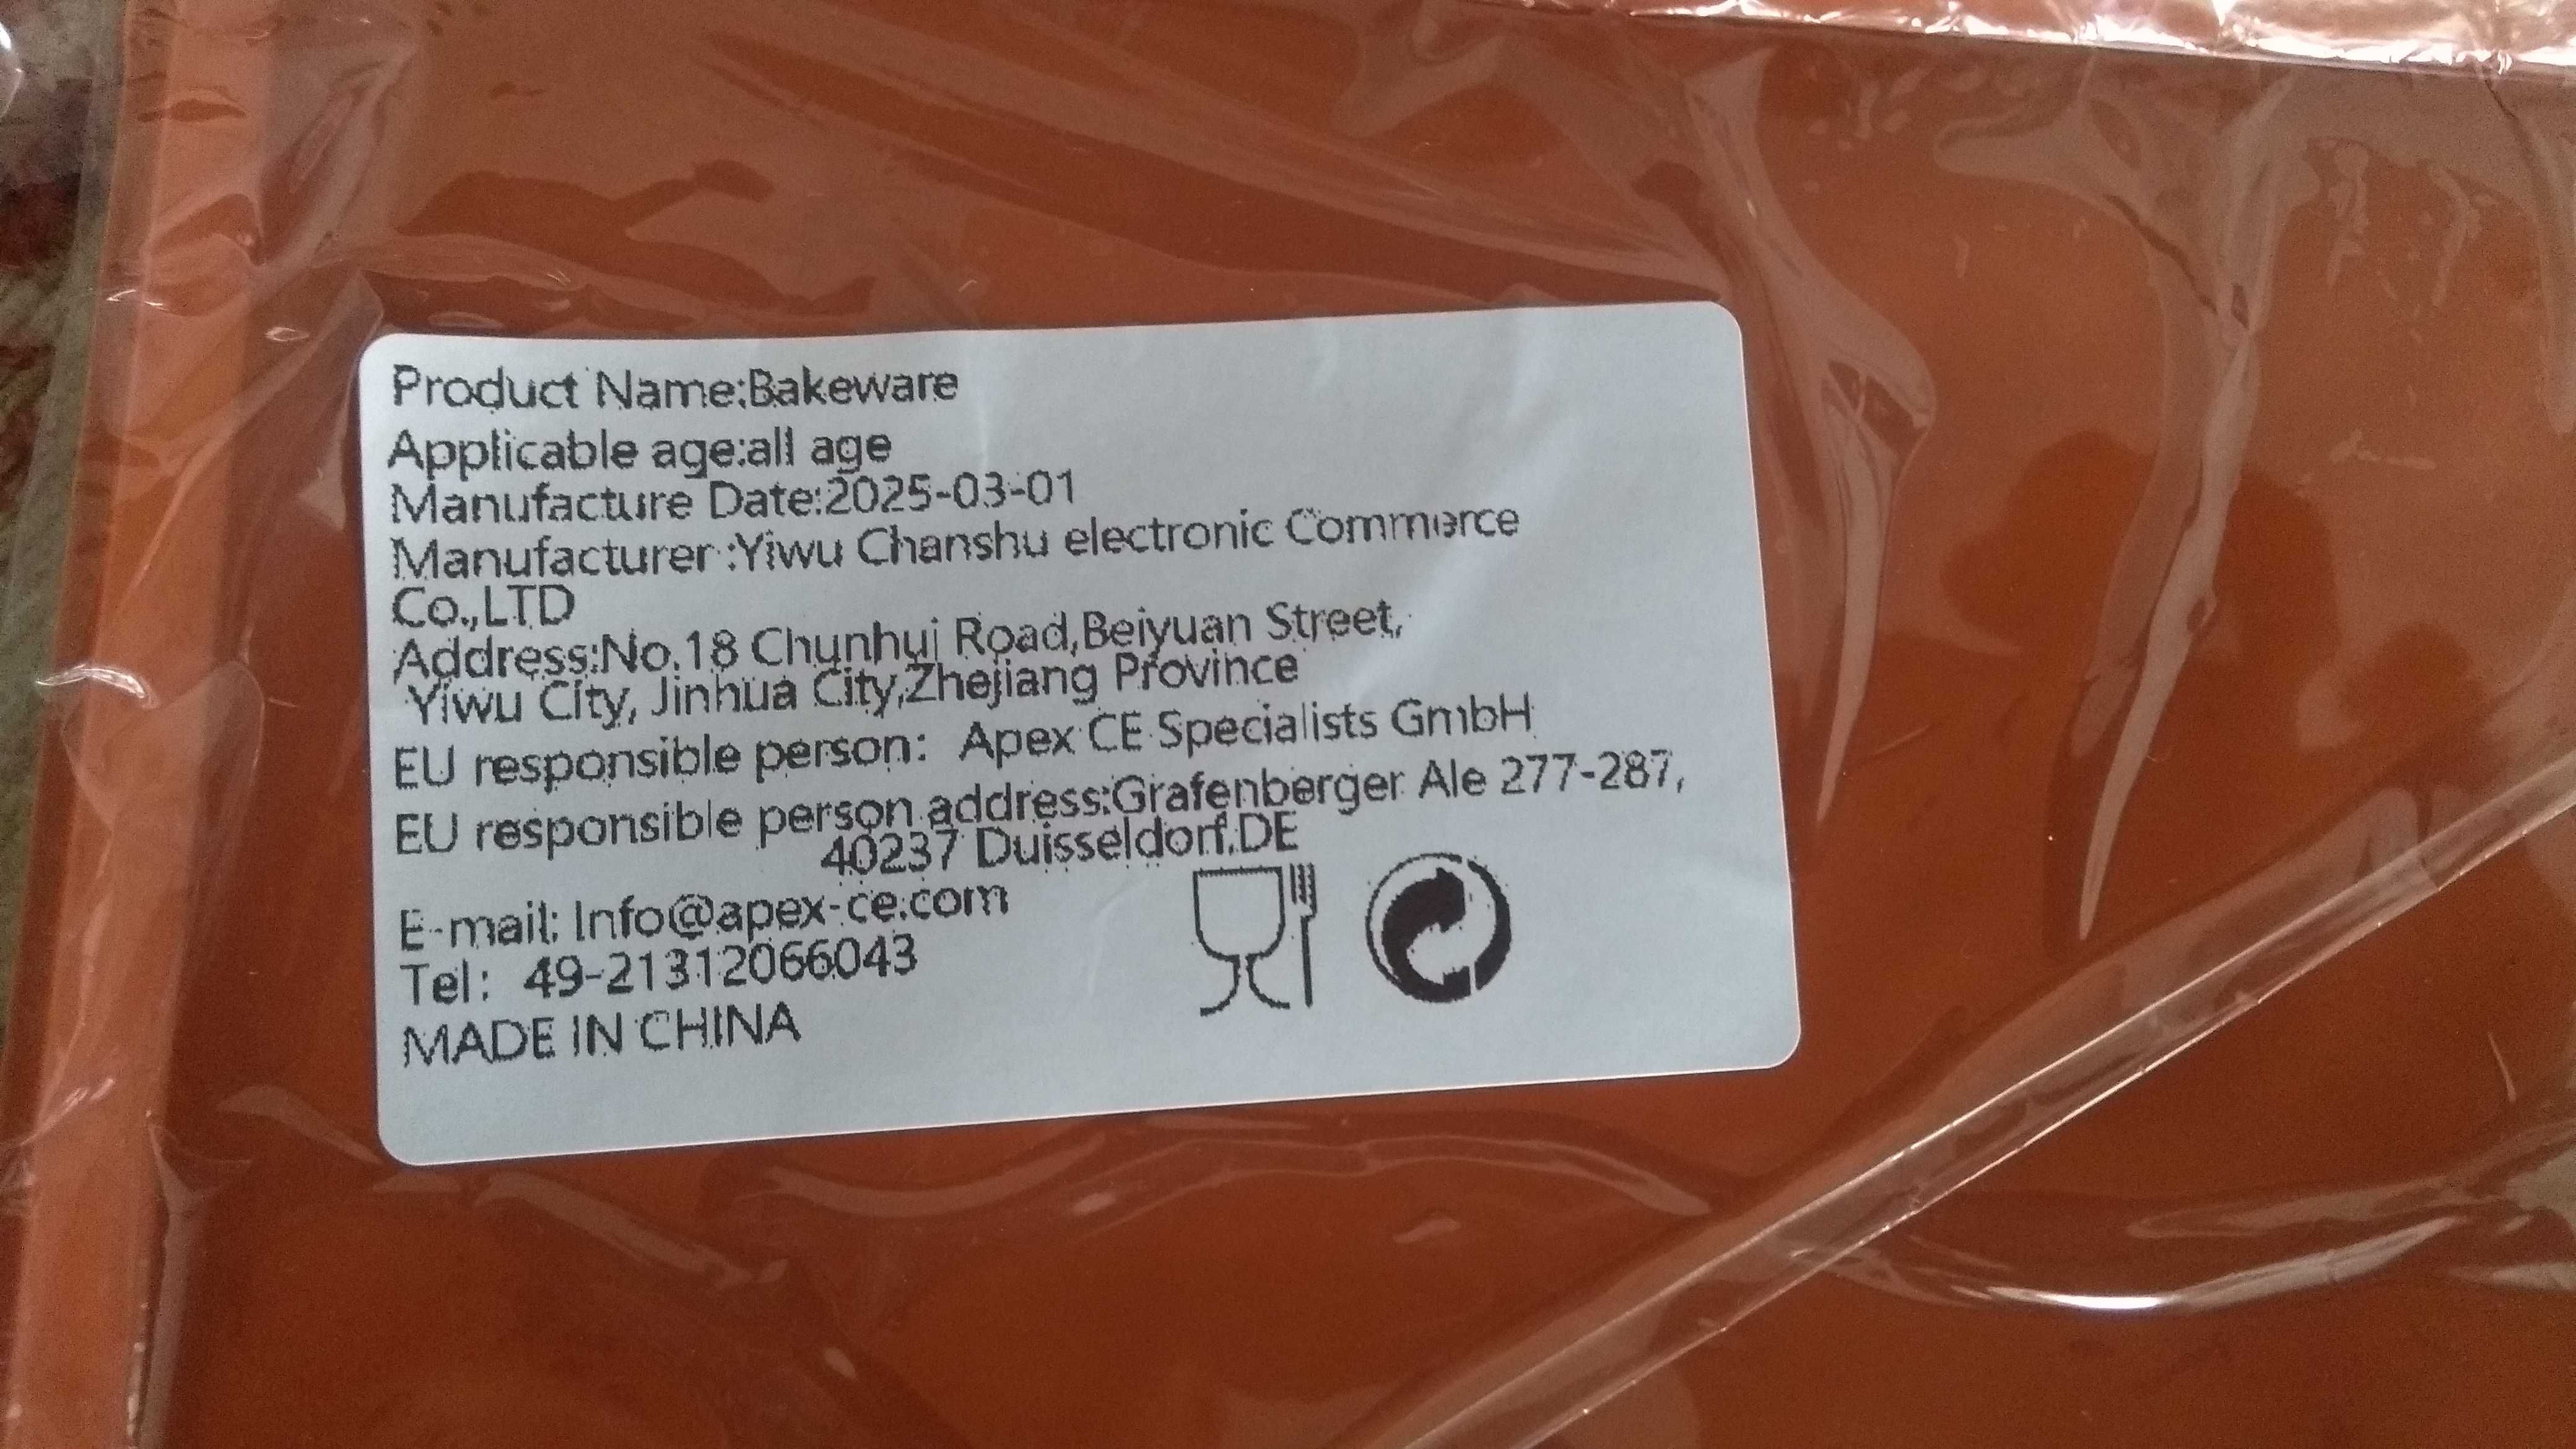 Product Name:Bakeware
Applicable age:all age
Manufacture Date:2025-03-01
Manufacturer :Yiwu Chanshu electronic Commerce
Co.,LTD
Address:No.18 Chunhui Road,Beiyuan Street,
Yiwu City, Jinhua City,Zhejiang Province
EU responsible person: Apex CE Specialists GmbH
EU responsible person address:Grafenberger Ale 277-287,
40237 Duisseldorf,DE
E-mail: Info@apex-ce.com
Tel: 49-21312066043
MADE IN CHINA